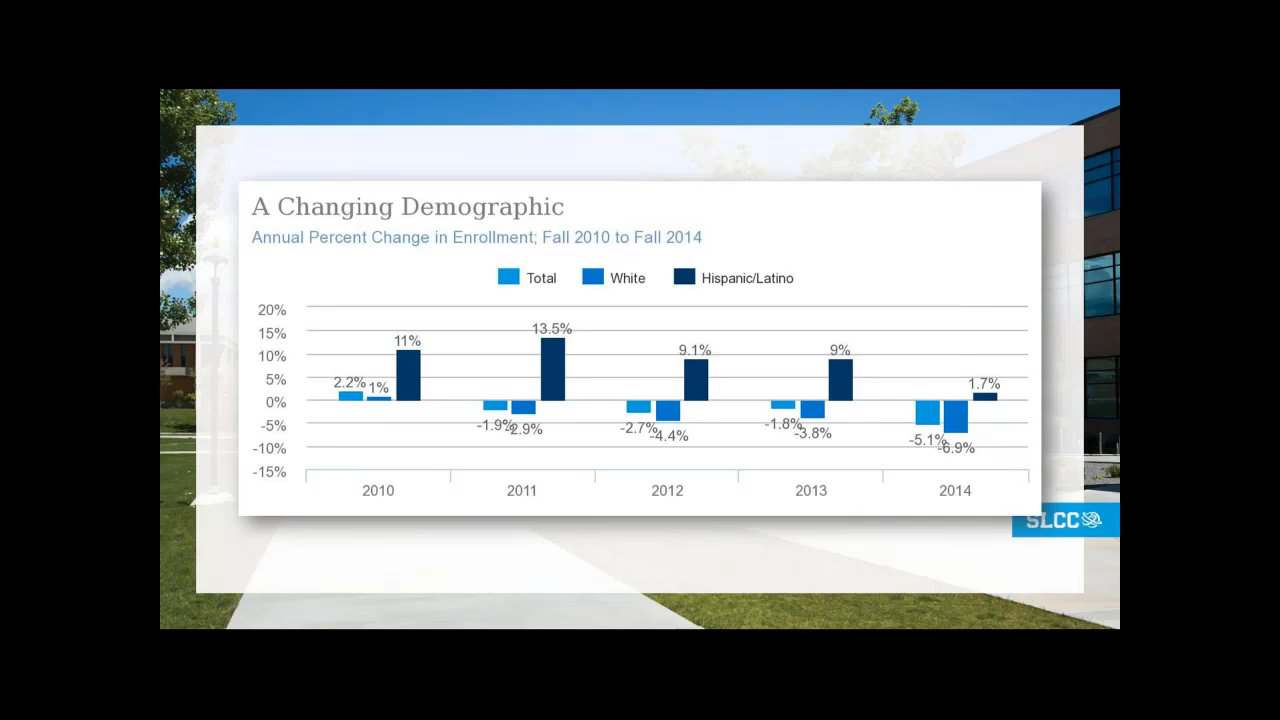 A Changing Demographic
Annual Percent Change in Enrollment; Fall 2010 to Fall 2014
Total White Hispanic/Latino
20%
15%
10%
5%
0%
-5%
-10%
-15%
2.2% 1% 11%
-1.9% -2.9% 13.5%
-2.7% -4.4% 9.1%
-1.8% -3.8% 9%
-5.1% -6.9% 1.7%
2010 2011 2012 2013 2014
SLCC